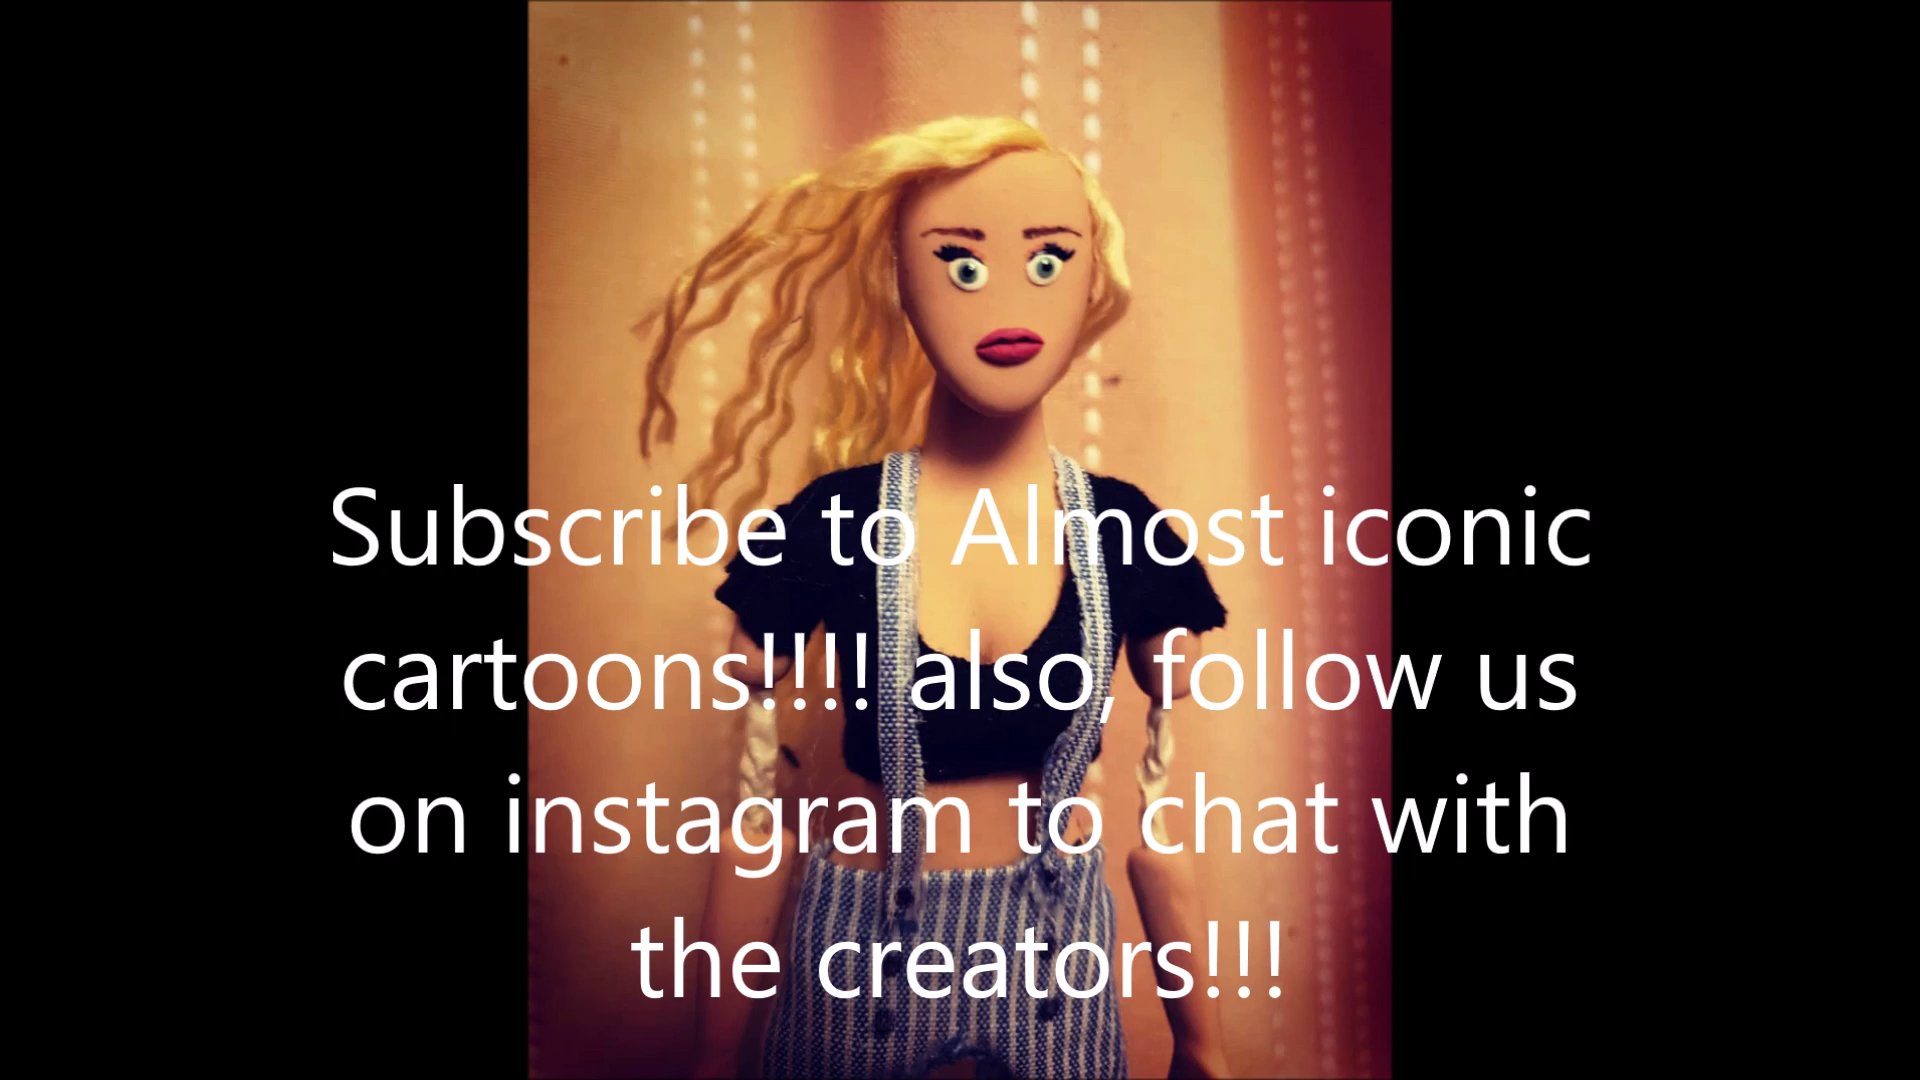 Subscribe to Almost iconic
cartoons!!!! also, follow us
on instagram to chat with
the creators!!!